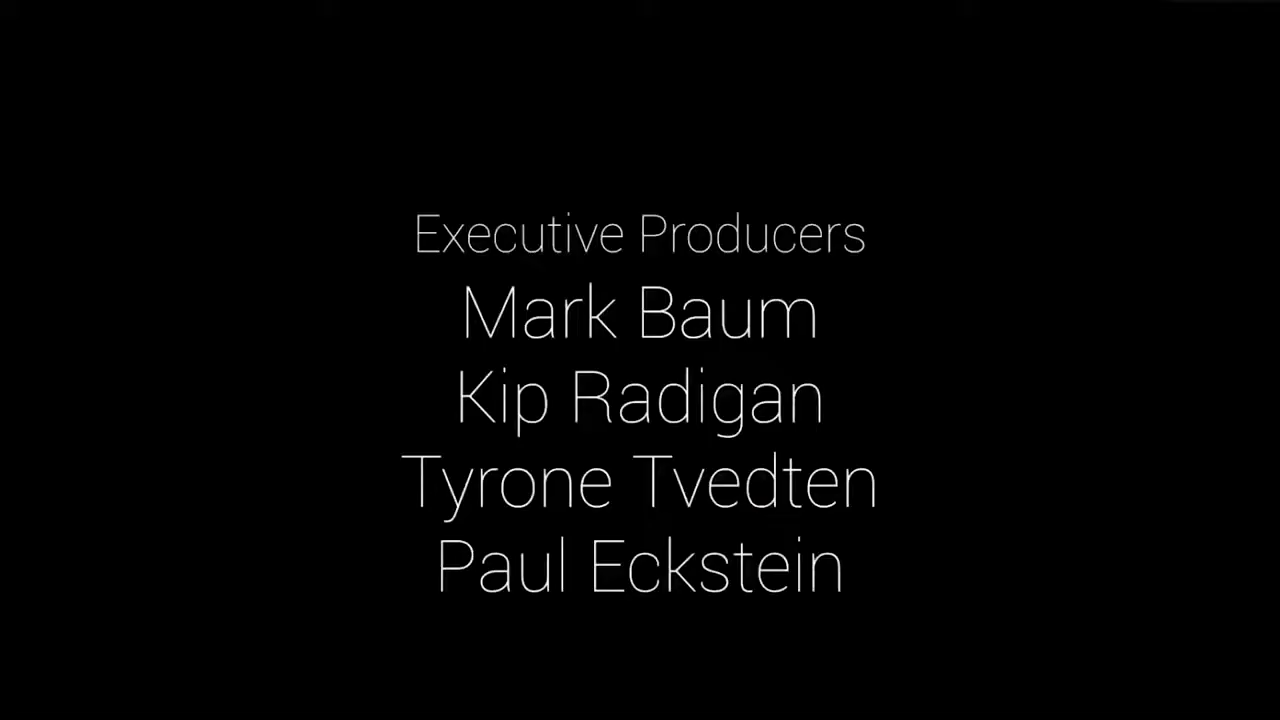 Executive Producers
Mark Baum
Kip Radigan
Tyrone Tvedten
Paul Eckstein